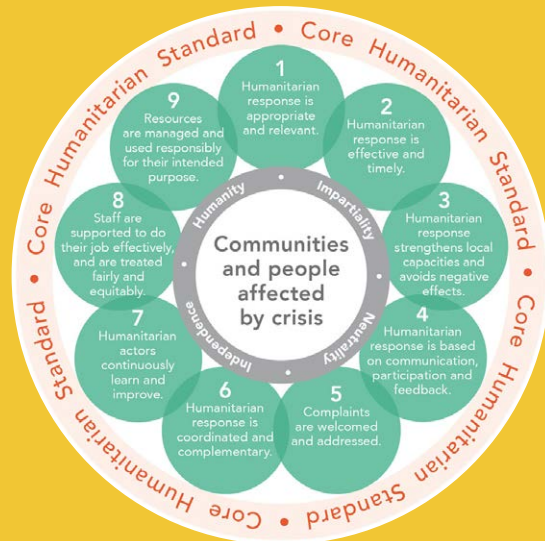 Core Humanitarian Standard • Core Humanitarian Standard • Core Humanitarian Standard • Core Humanitarian Standard •
1
Humanitarian
response is
appropriate
and relevant.
2
Humanitarian
response is
effective and
timely.
3
Humanitarian
response
strengthens local
capacities and
avoids negative
effects.
4
Humanitarian
response is based
on communication,
participation and
feedback.
5
Complaints
are welcomed
and addressed.
6
Humanitarian
response is
coordinated and
complementary.
7
Humanitarian
actors
continuously
learn and
improve.
8
Staff are
supported to do
their job effectively,
and are treated
fairly and
equitably.
9
Resources
are managed and
used responsibly
for their intended
purpose.
Humanity • Impartiality • Neutrality • Independence •
Communities
and people
affected
by crisis